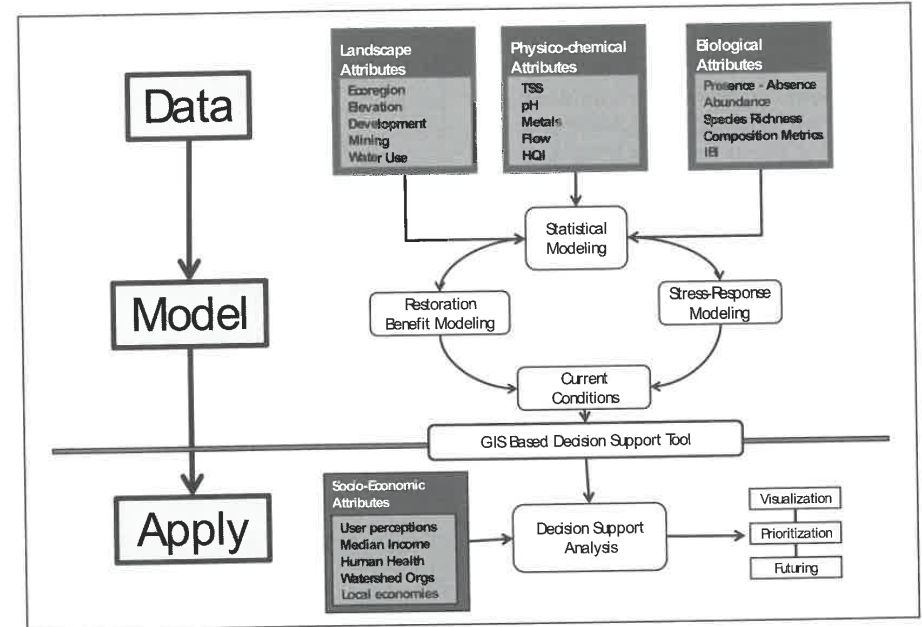 Data
Model
Apply
Landscape
Attributes
Ecoregion
Elevation
Development
Mining
Water Use
Physico-chemical
Attributes
TSS
pH
Metals
Flow
HQI
Biological
Attributes
Presence - Absence
Abundance
Species Richness
Composition Metrics
IBI
Statistical
Modeling
Restoration
Benefit Modeling
Stress-Response
Modeling
Current
Conditions
GIS Based Decision Support Tool
Socio-Economic
Attributes
User perceptions
Median Income
Human Health
Watershed Orgs
Local economies
Decision Support
Analysis
Visualization
Prioritization
Futuring